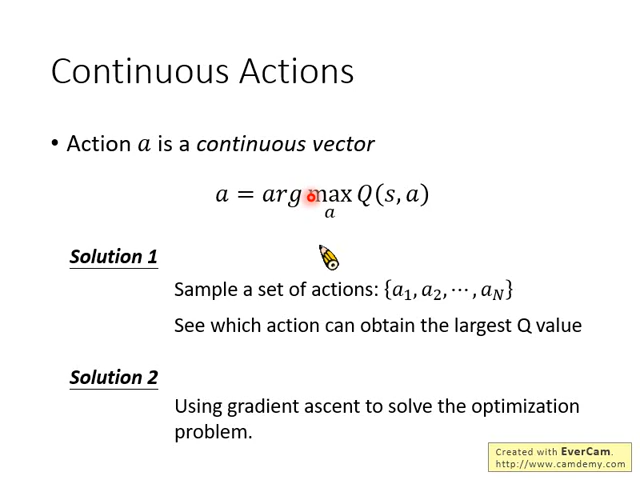 Continuous Actions
• Action a is a continuous vector
a = arg max Q(s, a)
a
Solution 1
Sample a set of actions: {a₁, a₂, ⋯ , a_N}
See which action can obtain the largest Q value
Solution 2
Using gradient ascent to solve the optimization
problem.
Created with EverCam.
http://www.camdemy.com